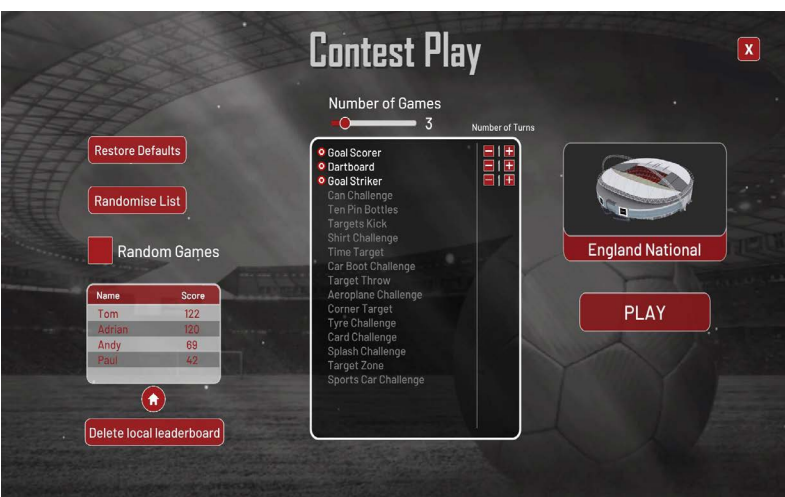 Contest Play
X
Number of Games
3
Number of Turns
Restore Defaults
Randomise List
Random Games
Name Score
Tom 122
Adrian 120
Andy 69
Paul 42
Delete local leaderboard
Goal Scorer - 1 +
Dartboard - 1 +
Goal Striker - 1 +
Can Challenge
Ten Pin Bottles
Targets Kick
Shirt Challenge
Time Target
Car Boot Challenge
Target Throw
Aeroplane Challenge
Corner Target
Tyre Challenge
Card Challenge
Splash Challenge
Target Zone
Sports Car Challenge
England National
PLAY